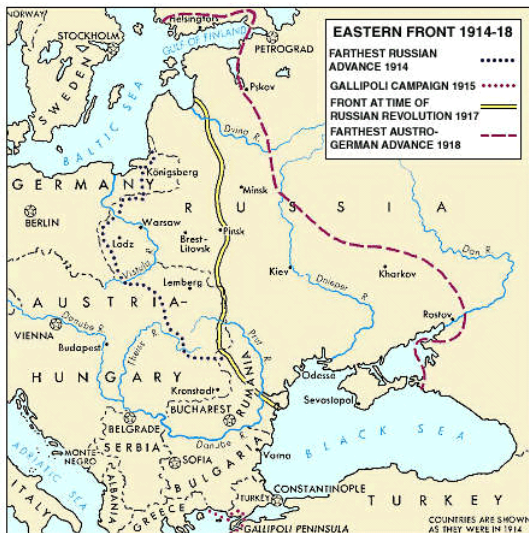 NORWAY
Helsingfors
STOCKHOLM
GULF OF FINLAND
PETROGRAD
SWEDEN
Pskov
BALTIC SEA
Dvina R.
EASTERN FRONT 1914-18
FARTHEST RUSSIAN
ADVANCE 1914
GALLIPOLI CAMPAIGN 1915
FRONT AT TIME OF
RUSSIAN REVOLUTION 1917
FARTHEST AUSTRO-
GERMAN ADVANCE 1918
Königsberg
GERMANY
Minsk
RUSSIA
BERLIN
Warsaw
Lodz
Brest-
Litovsk
Pinsk
Don R.
Vistula R.
Kiev
Dnieper R.
Kharkov
Lemberg
AUSTRIA-
Rostov
VIENNA
Danube R.
Theiss R.
Prut R.
Budapest
HUNGARY
Odessa
Kronstadt
Sevastopol
RUMANIA
BUCHAREST
BELGRADE
Danube R.
BLACK SEA
SERBIA
MONTE-
NEGRO
SOFIA
Varna
BULGARIA
ADRIATIC SEA
ALBANIA
CONSTANTINOPLE
TURKEY
TURKEY
ITALY
GREECE
GALLIPOLI PENINSULA
COUNTRIES ARE SHOWN
AS THEY WERE IN 1914